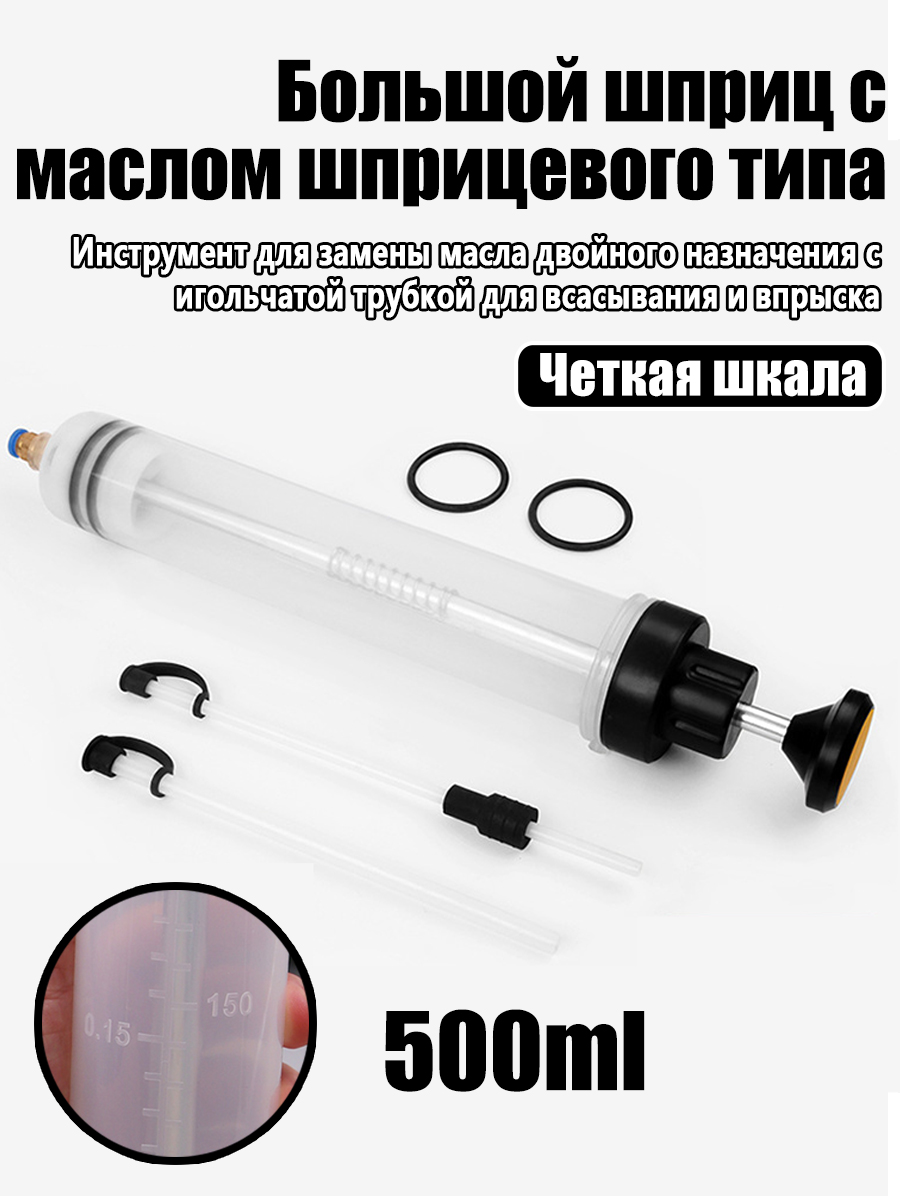 Большой шприц с
маслом шприцевого типа
Инструмент для замены масла двойного назначения с
игольчатой трубкой для всасывания и впрыска
Четкая шкала
0.15
150
500ml